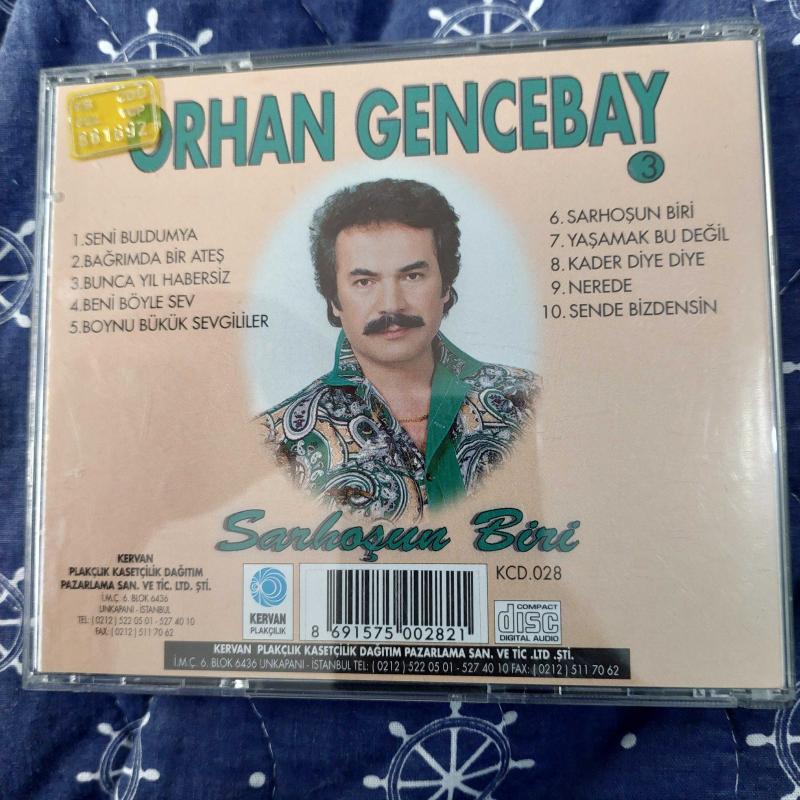 ORHAN GENCEBAY
3
861692
1.SENİ BULDUMYA
2.BAĞRIMDA BİR ATEŞ
3.BUNCA YIL HABERSİZ
4.BENİ BÖYLE SEV
5.BOYNU BÜKÜK SEVGİLİLER
6. SARHOŞUN BİRİ
7. YAŞAMAK BU DEĞİL
8. KADER DİYE DİYE
9. NEREDE
10. SENDE BİZDENSİN
Sarhoşun Biri
KERVAN
PLAKÇLIK KASETÇİLİK DAĞITIM
PAZARLAMA SAN. VE TİC. LTD. ŞTİ.
İ.M.Ç. 6. BLOK 6436
UNKAPANI - İSTANBUL
TEL: ( 0212 ) 522 05 01 - 527 40 10
FAX: ( 0212 ) 511 70 62
KERVAN
PLAKÇILIK
8 691575 002821
KCD.028
COMPACT
disc
DIGITAL AUDIO
KERVAN PLAKÇLIK KASETÇİLİK DAĞITIM PAZARLAMA SAN. VE TİC .LTD .ŞTİ.
İ.M.Ç. 6. BLOK 6436 UNKAPANI - İSTANBUL TEL: ( 0212 ) 522 05 01 - 527 40 10 FAX: ( 0212 ) 511 70 62